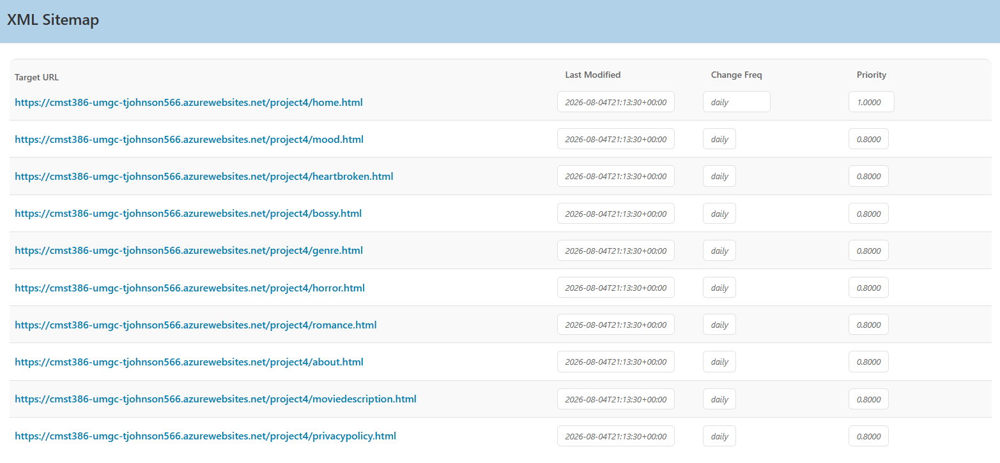 XML Sitemap
Target URL Last Modified Change Freq Priority
https://cmst386-umgc-tjohnson566.azurewebsites.net/project4/home.html 2026-08-04T21:13:30+00:00 daily 1.0000
https://cmst386-umgc-tjohnson566.azurewebsites.net/project4/mood.html 2026-08-04T21:13:30+00:00 daily 0.8000
https://cmst386-umgc-tjohnson566.azurewebsites.net/project4/heartbroken.html 2026-08-04T21:13:30+00:00 daily 0.8000
https://cmst386-umgc-tjohnson566.azurewebsites.net/project4/bossy.html 2026-08-04T21:13:30+00:00 daily 0.8000
https://cmst386-umgc-tjohnson566.azurewebsites.net/project4/genre.html 2026-08-04T21:13:30+00:00 daily 0.8000
https://cmst386-umgc-tjohnson566.azurewebsites.net/project4/horror.html 2026-08-04T21:13:30+00:00 daily 0.8000
https://cmst386-umgc-tjohnson566.azurewebsites.net/project4/romance.html 2026-08-04T21:13:30+00:00 daily 0.8000
https://cmst386-umgc-tjohnson566.azurewebsites.net/project4/about.html 2026-08-04T21:13:30+00:00 daily 0.8000
https://cmst386-umgc-tjohnson566.azurewebsites.net/project4/moviedescription.html 2026-08-04T21:13:30+00:00 daily 0.8000
https://cmst386-umgc-tjohnson566.azurewebsites.net/project4/privacypolicy.html 2026-08-04T21:13:30+00:00 daily 0.8000